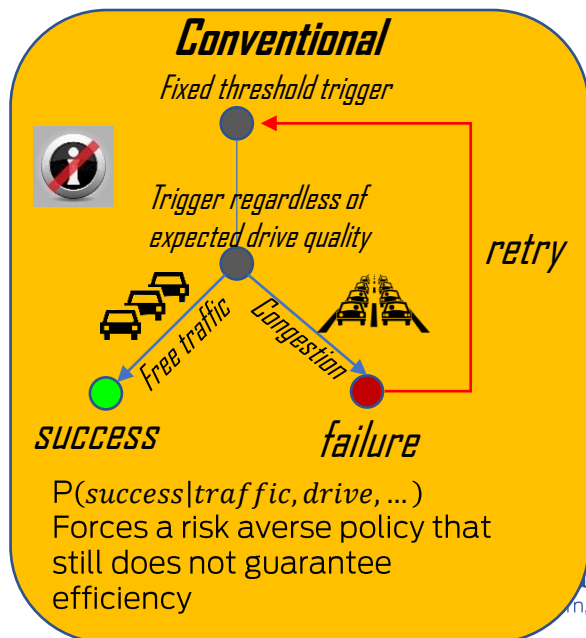 Conventional
Fixed threshold trigger
Trigger regardless of
expected drive quality
retry
Free traffic
Congestion
success
failure
P(success|traffic, drive, …)
Forces a risk averse policy that
still does not guarantee
efficiency